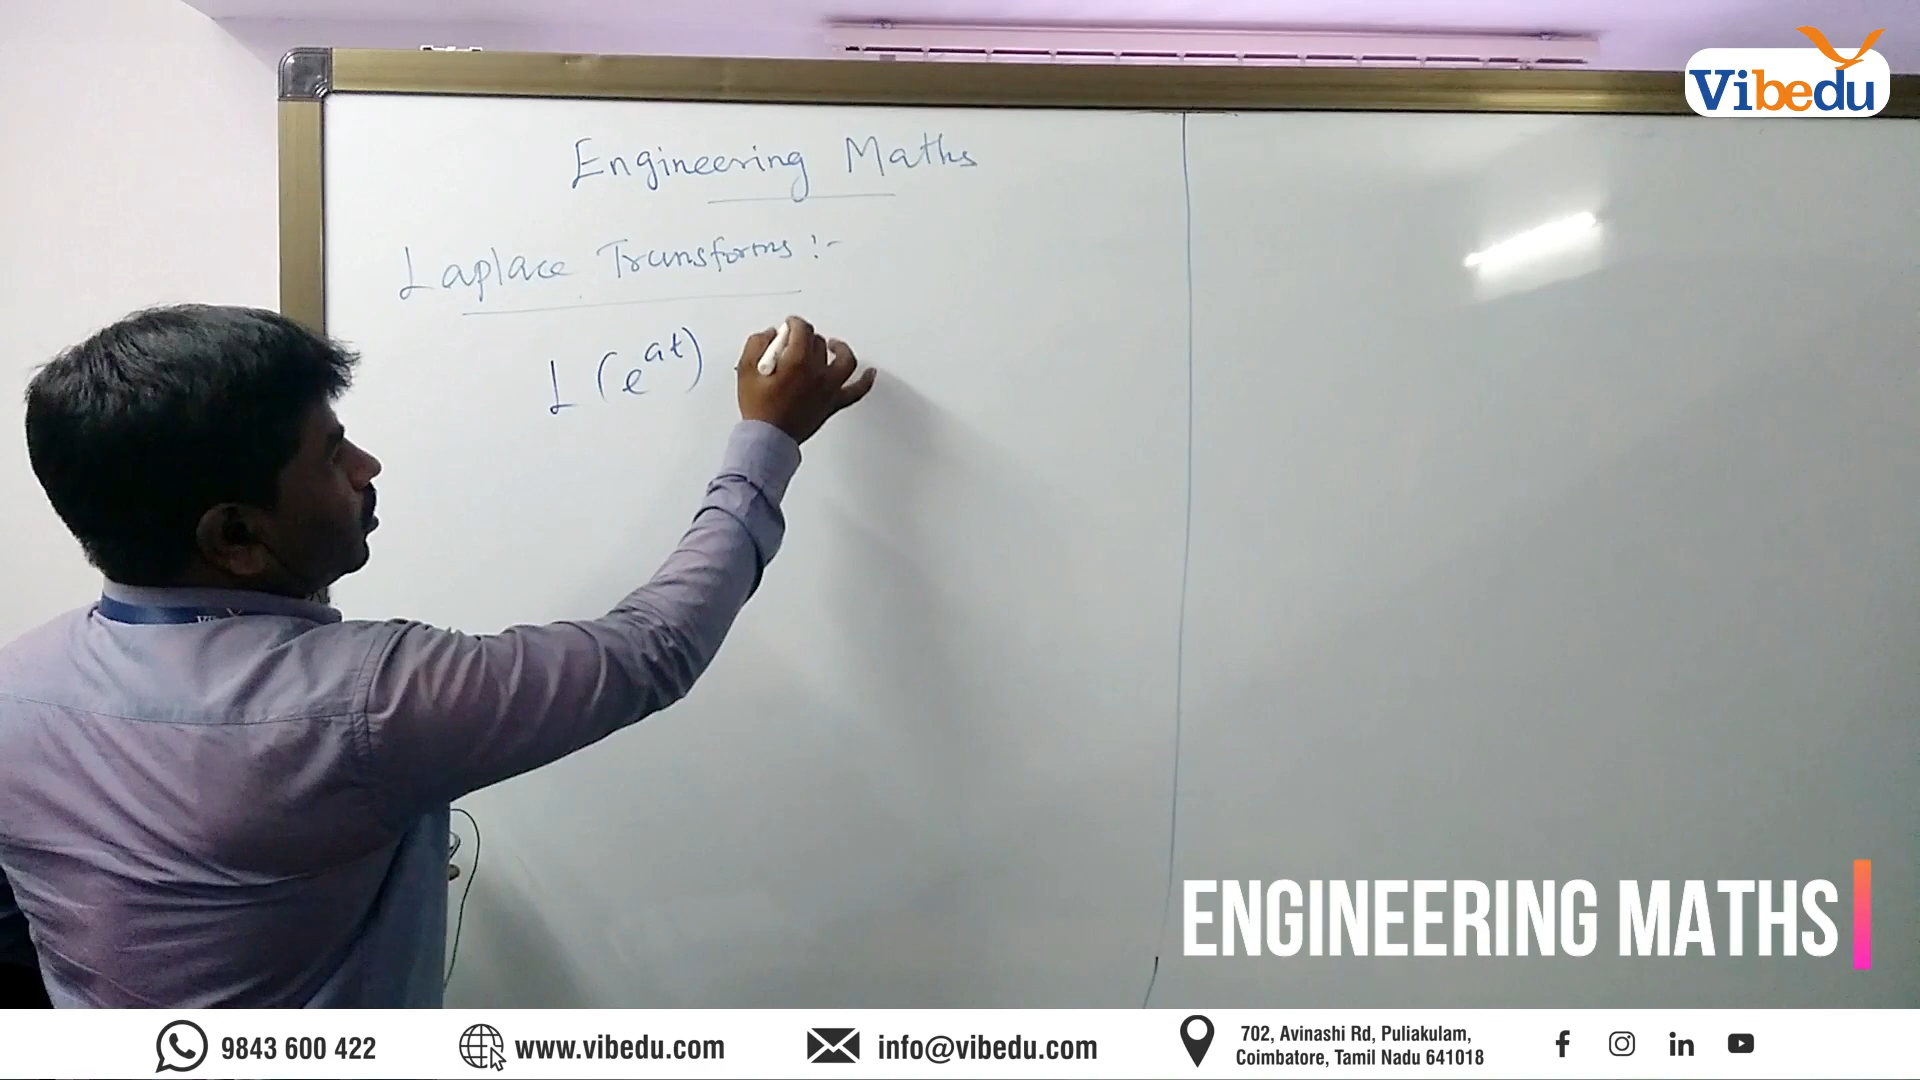 Vibedu
Engineering Maths
Laplace Transforms :-
L (e^at)
ENGINEERING MATHS
9843 600 422
www.vibedu.com
info@vibedu.com
702, Avinashi Rd, Puliakulam,
Coimbatore, Tamil Nadu 641018